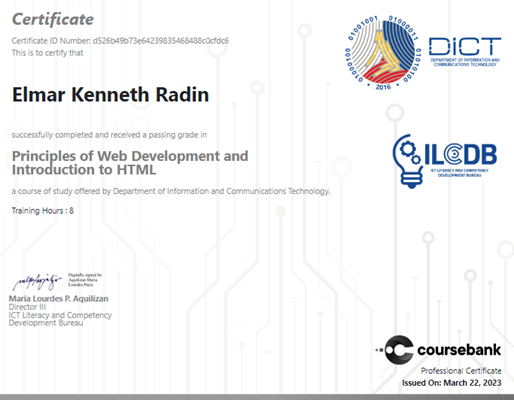 Certificate
Certificate ID Number: d526b49b73e64239835468488c0cfdc6
This is to certify that
Elmar Kenneth Radin
successfully completed and received a passing grade in
Principles of Web Development and
Introduction to HTML
a course of study offered by Department of Information and Communications Technology.
Training Hours : 8
01000100 01001001 01000011 01010100
2016
DICT
DEPARTMENT OF INFORMATION AND
COMMUNICATIONS TECHNOLOGY
ILCDB
ICT LITERACY AND COMPETENCY
DEVELOPMENT BUREAU
Digitally signed by
Aquilizan Maria
Lourdes Paras
Maria Lourdes P. Aquilizan
Director III
ICT Literacy and Competency
Development Bureau
coursebank
Professional Certificate
Issued On: March 22, 2023